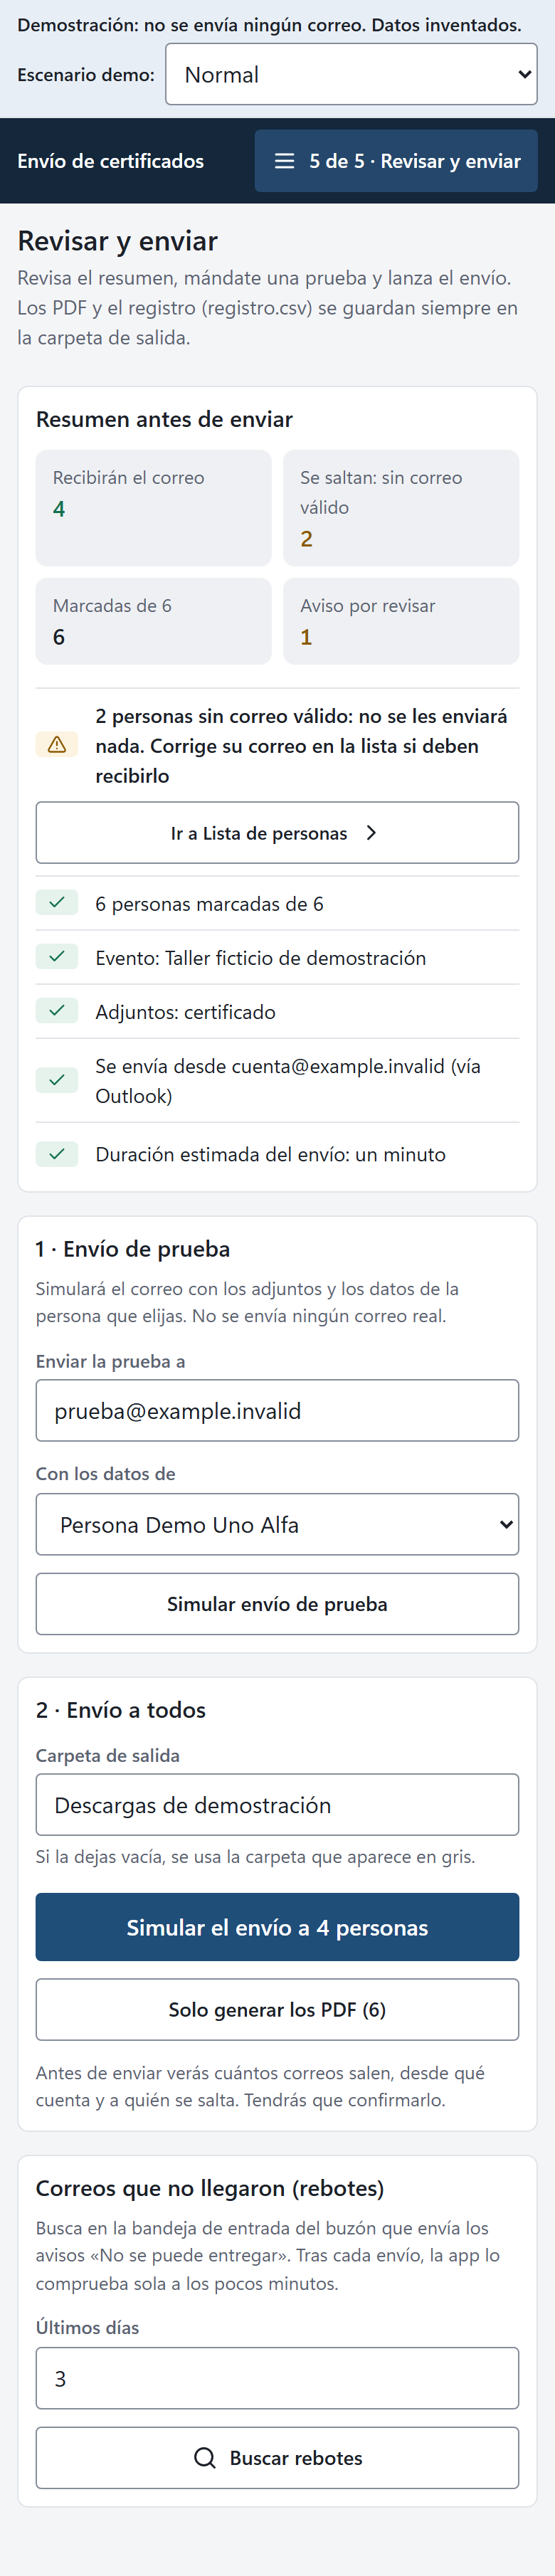 Demostración: no se envía ningún correo. Datos inventados.
Escenario demo: Normal
Envío de certificados
5 de 5 · Revisar y enviar
Revisar y enviar
Revisa el resumen, mándate una prueba y lanza el envío.
Los PDF y el registro (registro.csv) se guardan siempre en
la carpeta de salida.
Resumen antes de enviar
Recibirán el correo
4
Se saltan: sin correo
válido
2
Marcadas de 6
6
Aviso por revisar
1
2 personas sin correo válido: no se les enviará
nada. Corrige su correo en la lista si deben
recibirlo
Ir a Lista de personas
6 personas marcadas de 6
Evento: Taller ficticio de demostración
Adjuntos: certificado
Se envía desde cuenta@example.invalid (vía
Outlook)
Duración estimada del envío: un minuto
1 · Envío de prueba
Simulará el correo con los adjuntos y los datos de la
persona que elijas. No se envía ningún correo real.
Enviar la prueba a
prueba@example.invalid
Con los datos de
Persona Demo Uno Alfa
Simular envío de prueba
2 · Envío a todos
Carpeta de salida
Descargas de demostración
Si la dejas vacía, se usa la carpeta que aparece en gris.
Simular el envío a 4 personas
Solo generar los PDF (6)
Antes de enviar verás cuántos correos salen, desde qué
cuenta y a quién se salta. Tendrás que confirmarlo.
Correos que no llegaron (rebotes)
Busca en la bandeja de entrada del buzón que envía los
avisos «No se puede entregar». Tras cada envío, la app lo
comprueba sola a los pocos minutos.
Últimos días
3
Buscar rebotes